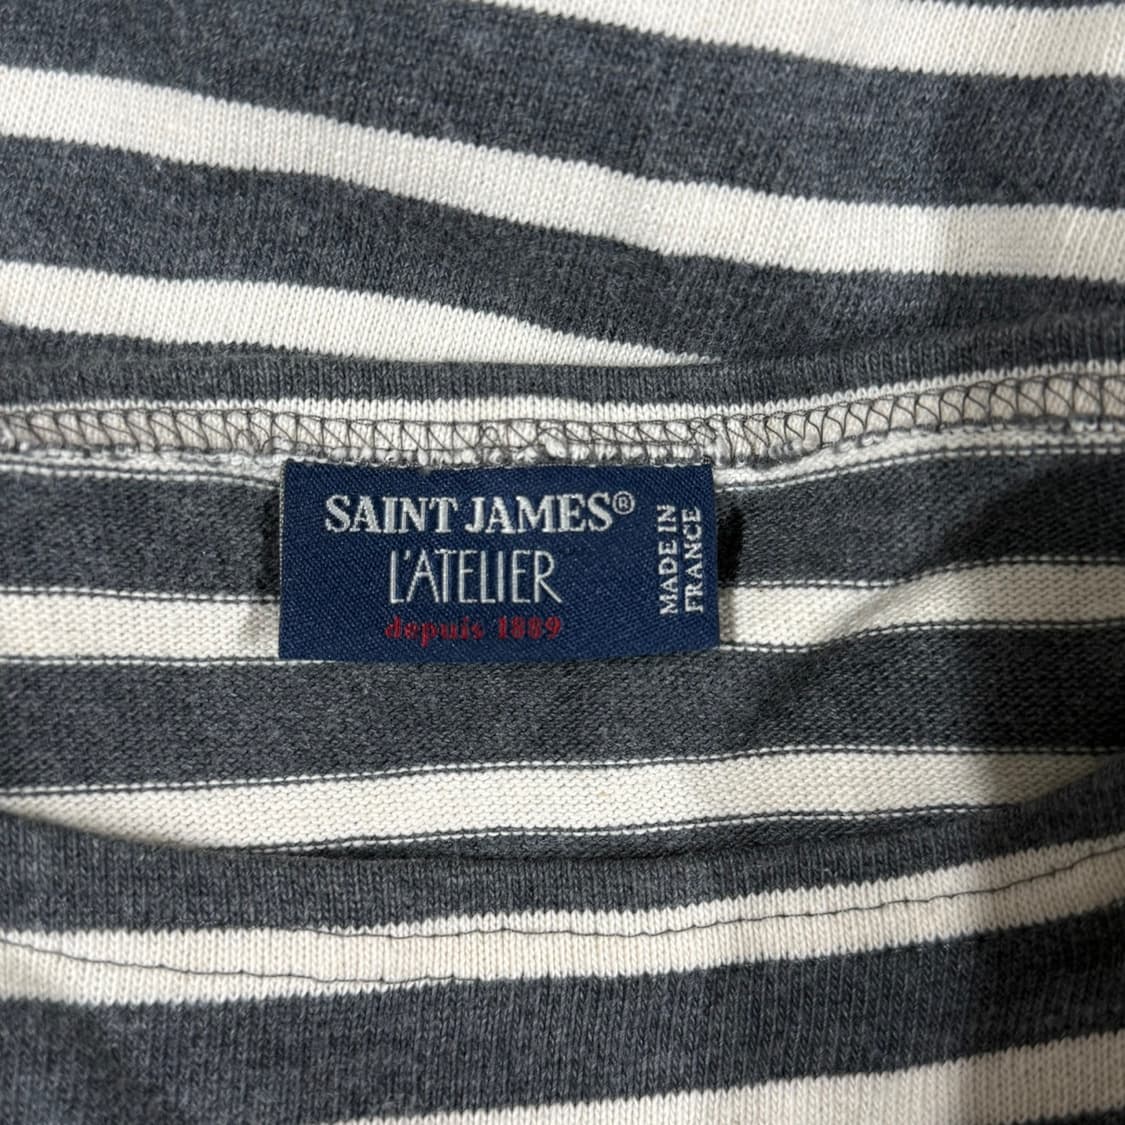 SAINT JAMES®
L'ATELIER
depuis 1889
MADE IN
FRANCE